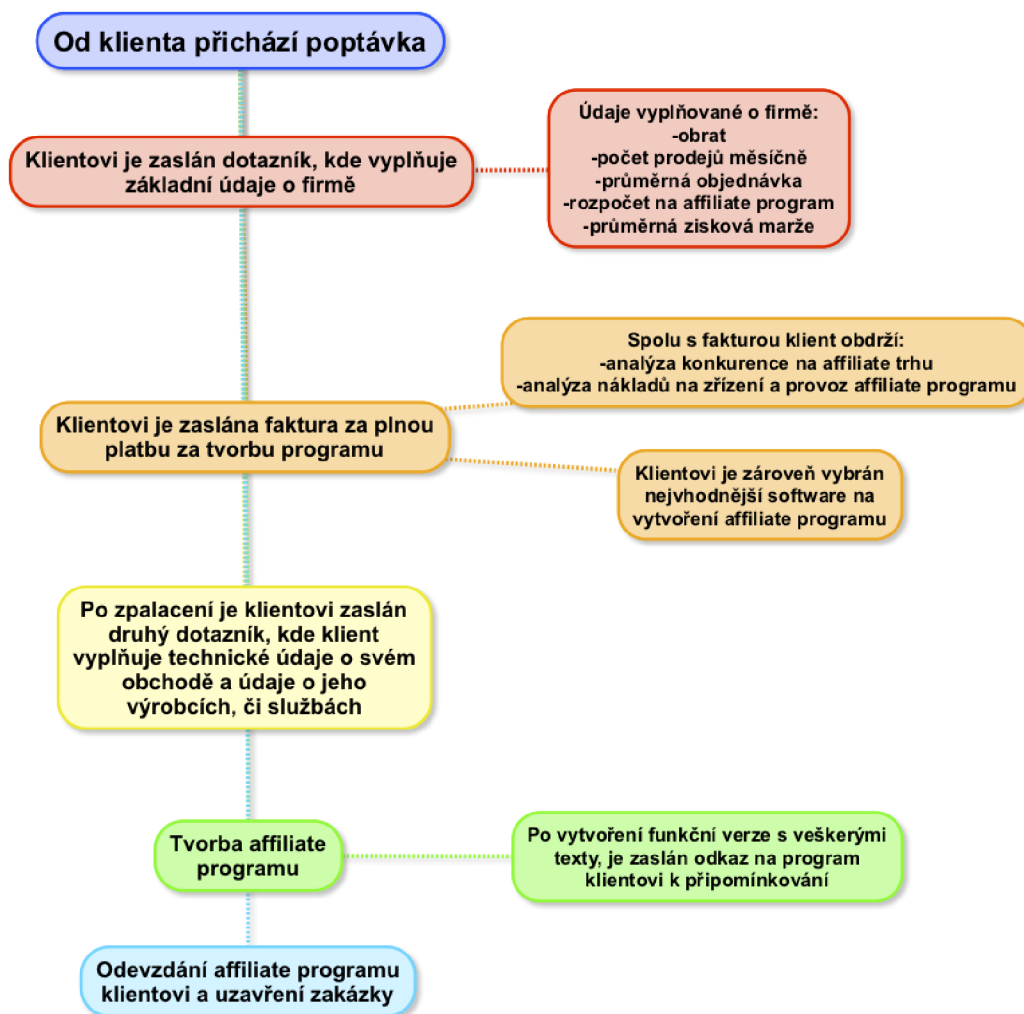 Od klienta přichází poptávka
Klientovi je zaslán dotazník, kde vyplňuje
základní údaje o firmě
Údaje vyplňované o firmě:
-obrat
-počet prodejů měsíčně
-průměrná objednávka
-rozpočet na affiliate program
-průměrná zisková marže
Spolu s fakturou klient obdrží:
-analýza konkurence na affiliate trhu
-analýza nákladů na zřízení a provoz affiliate programu
Klientovi je zaslána faktura za plnou
platbu za tvorbu programu
Klientovi je zároveň vybrán
nejvhodnější software na
vytvoření affiliate programu
Po zpalacení je klientovi zaslán
druhý dotazník, kde klient
vyplňuje technické údaje o svém
obchodě a údaje o jeho
výrobcích, či službách
Tvorba affiliate
programu
Po vytvoření funkční verze s veškerými
texty, je zaslán odkaz na program
klientovi k připomínkování
Odevzdání affiliate programu
klientovi a uzavření zakázky